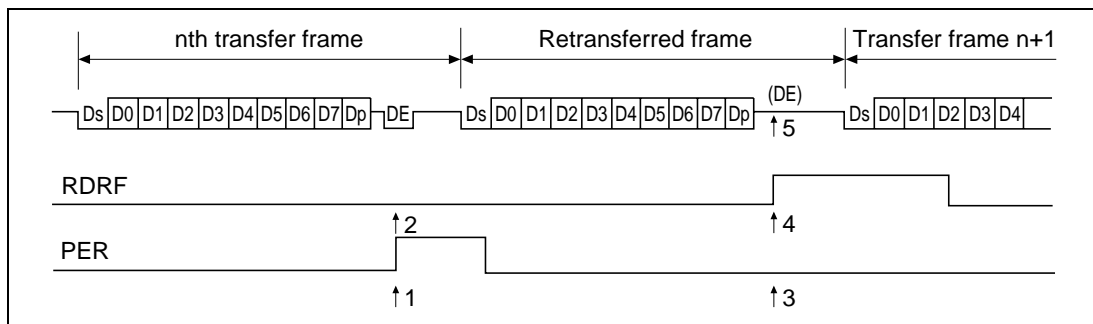 nth transfer frame Retransferred frame Transfer frame n+1
(DE)
Ds D0 D1 D2 D3 D4 D5 D6 D7 Dp DE Ds D0 D1 D2 D3 D4 D5 D6 D7 Dp 5 Ds D0 D1 D2 D3 D4
RDRF
2 4
PER
1 3